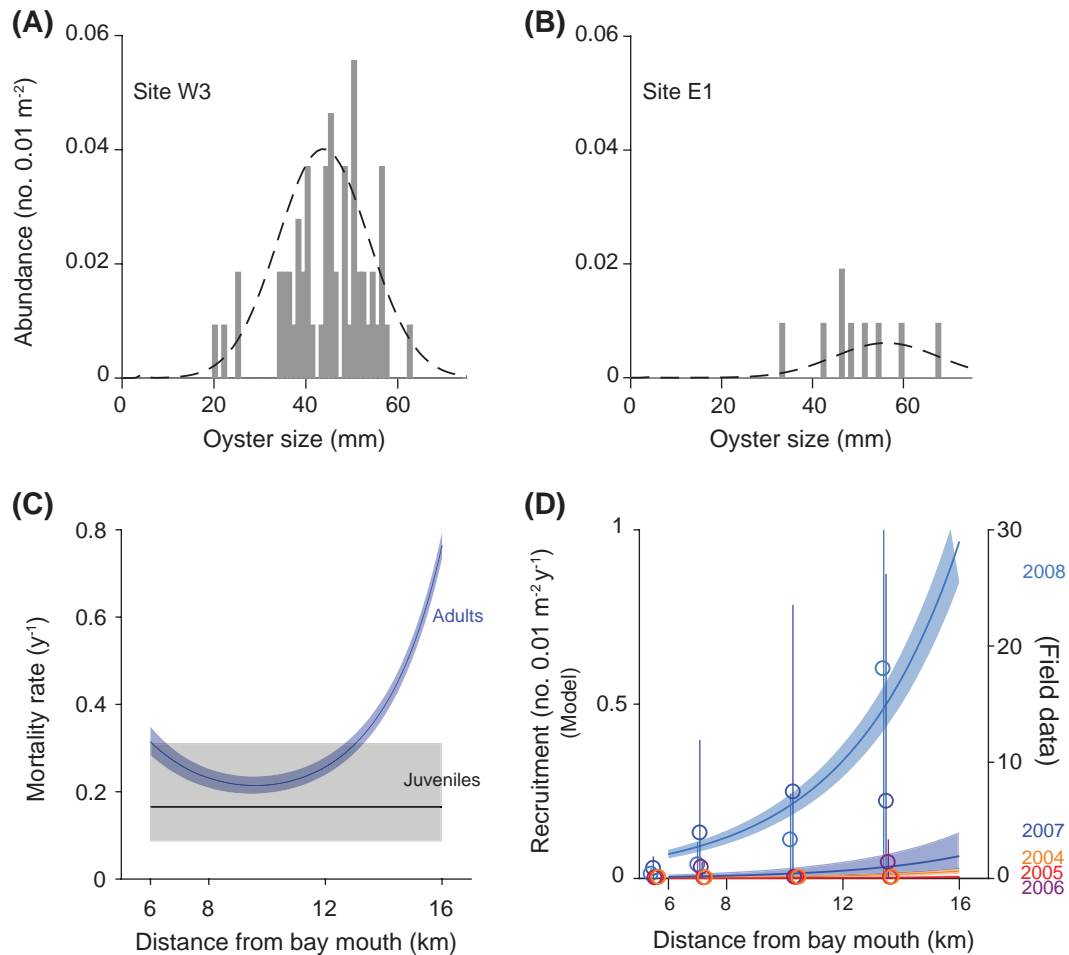 (A)
0.06
0.04
0.02
0
Abundance (no. 0.01 m-2)
Site W3
0 20 40 60
Oyster size (mm)
(B)
0.06
0.04
0.02
0
Site E1
0 20 40 60
Oyster size (mm)
(C)
0.8
0.6
0.4
0.2
0
Mortality rate (y-1)
Adults
Juveniles
6 12 16
Distance from bay mouth (km)
(D)
1
0.5
0
Recruitment (no. 0.01 m-2 y-1)
(Model)
30
20
10
0
(Field data)
2008
2007
2004
2005
2006
6 8 12 16
Distance from bay mouth (km)